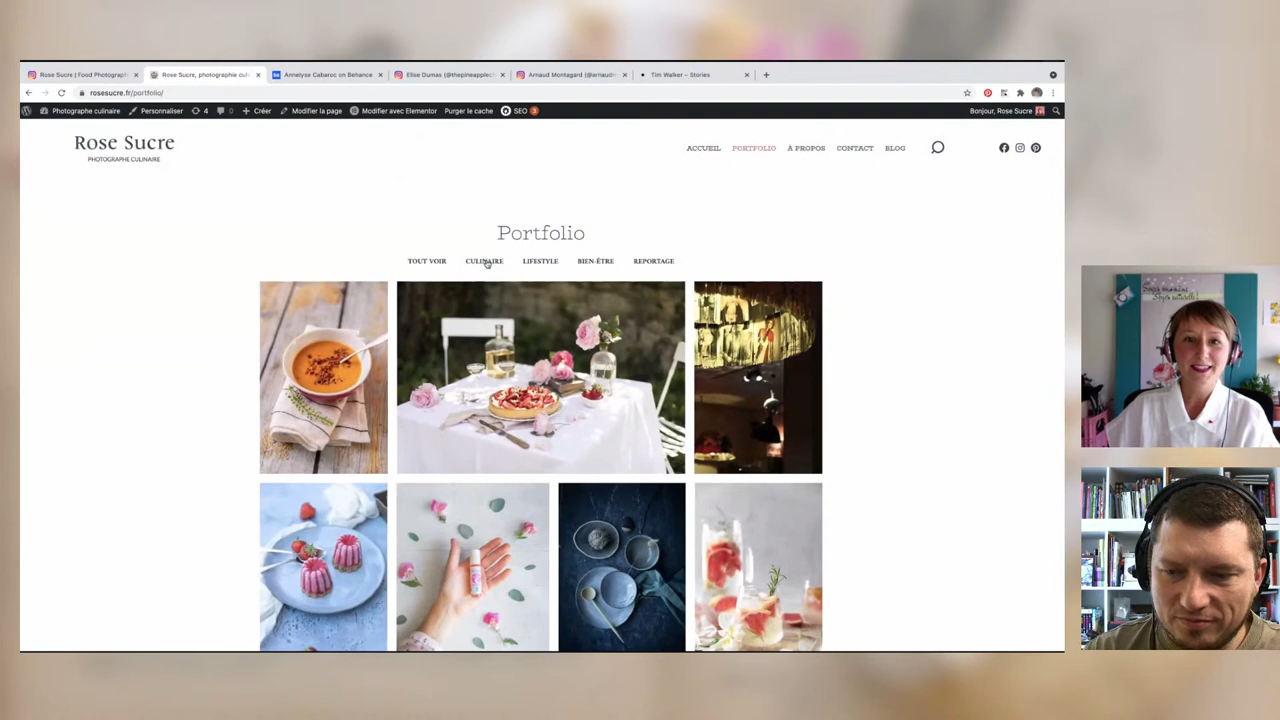 Rose Sucre | Food Photograph
Rose Sucre, photographie culi
Annelyse Cabaroc on Behance
Elise Dumas (@thepineapplec
Arnaud Montagard (@arnaud
Tim Walker – Stories
rosesucre.fr/portfolio/
Photographe culinaire
Personnaliser
4
0
Créer
Modifier la page
Modifier avec Elementor
Purger le cache
SEO
Bonjour, Rose Sucre
Rose Sucre
PHOTOGRAPHE CULINAIRE
ACCUEIL
PORTFOLIO
À PROPOS
CONTACT
BLOG
Portfolio
TOUT VOIR
CULINAIRE
LIFESTYLE
BIEN-ÊTRE
REPORTAGE